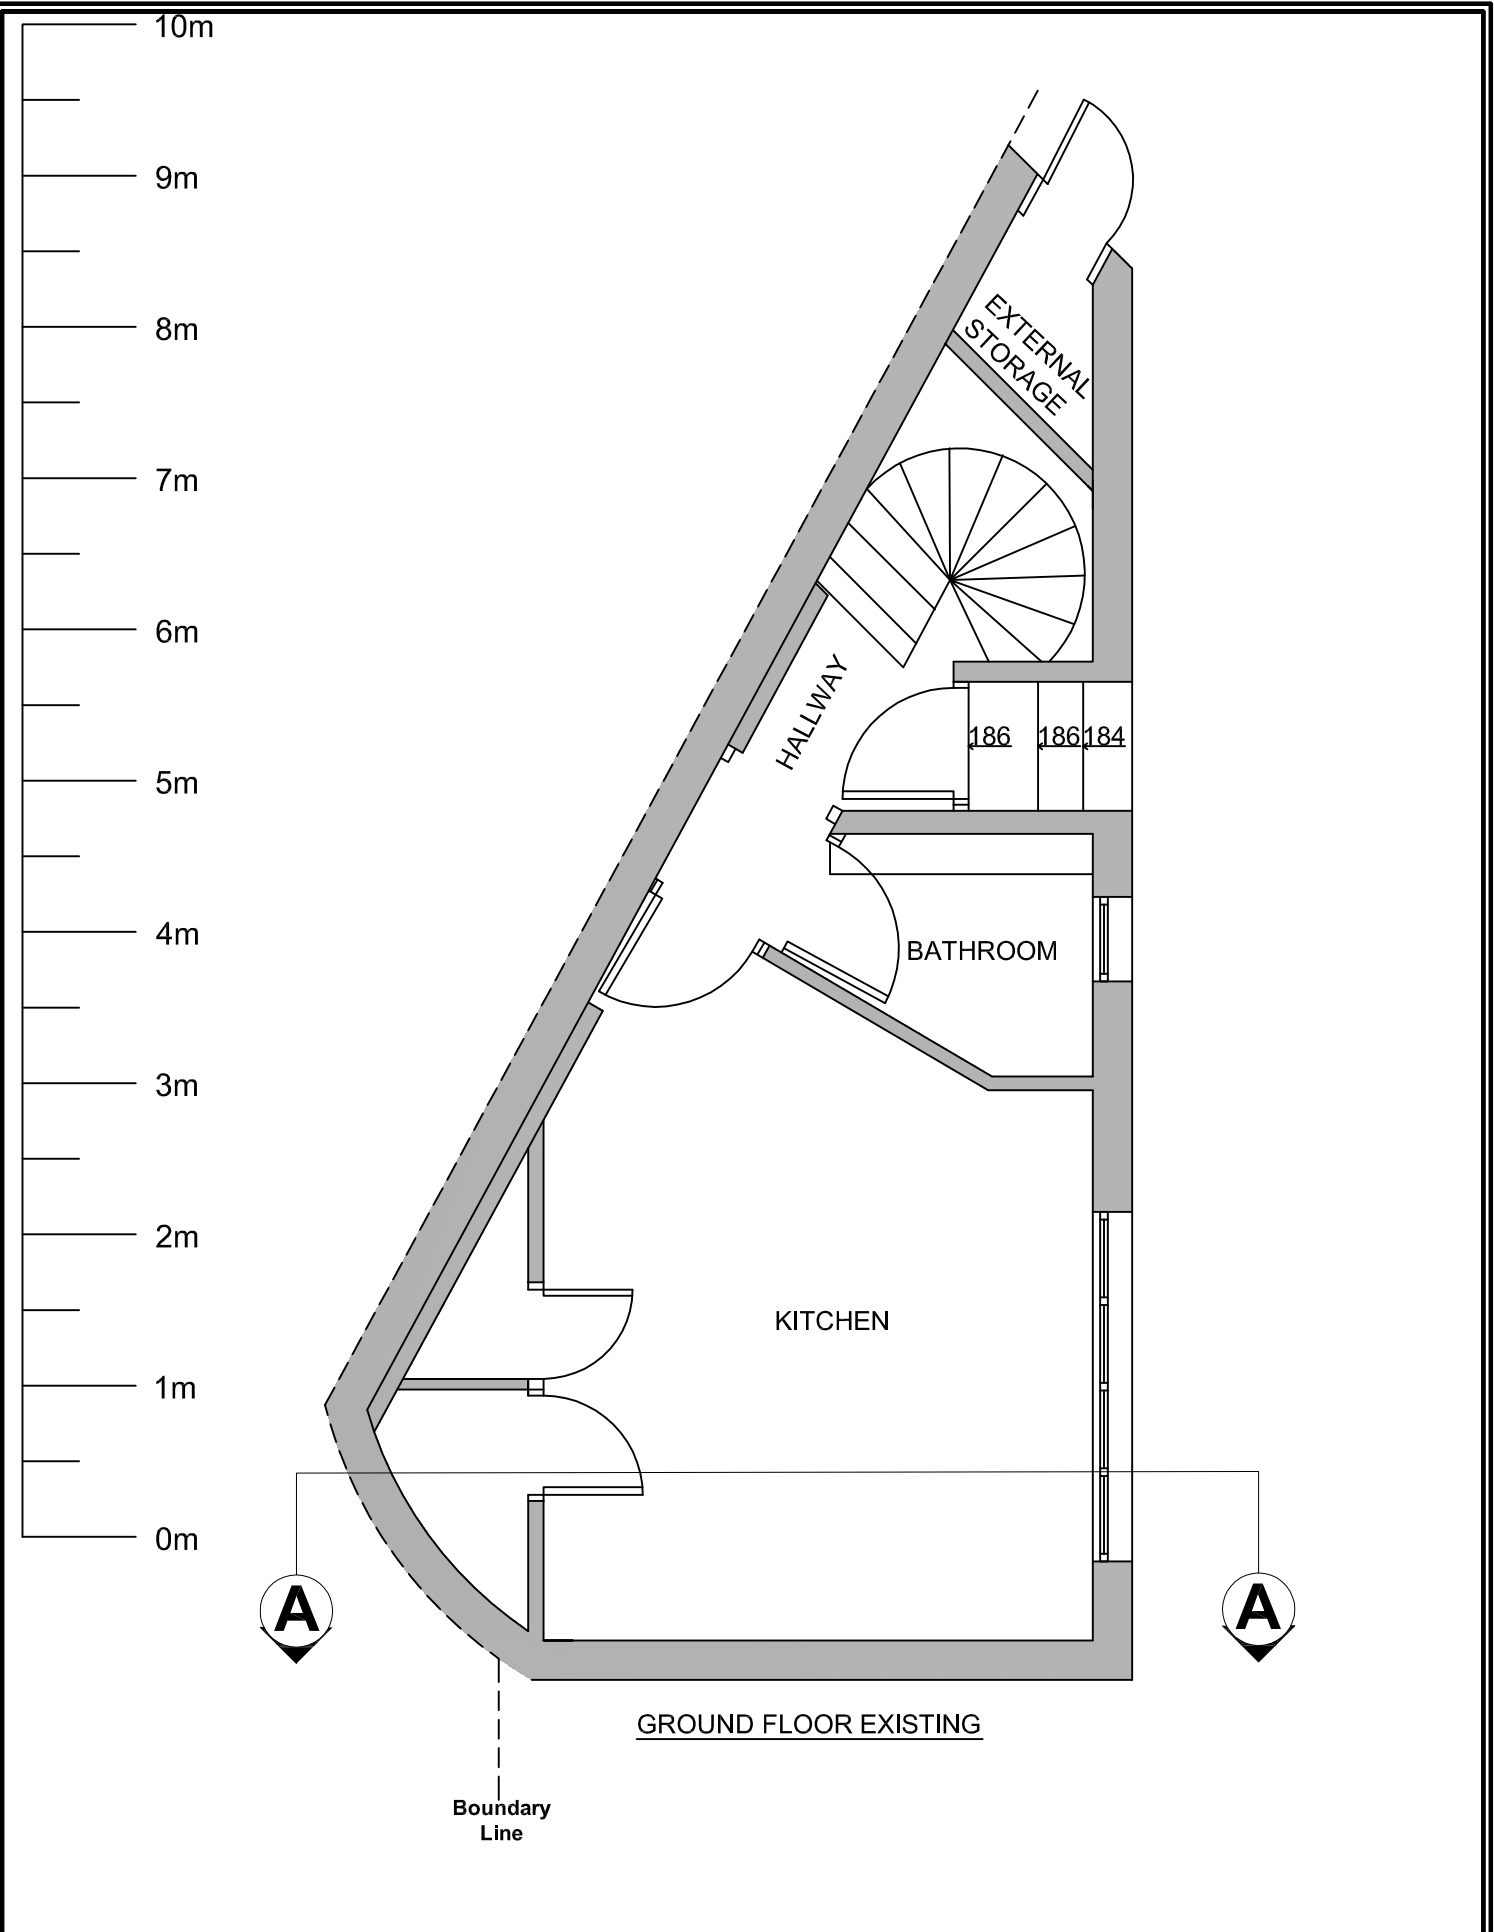 10m
9m
8m
7m
6m
5m
4m
3m
2m
1m
0m
EXTERNAL
STORAGE
HALLWAY
186 186 184
BATHROOM
KITCHEN
A A
GROUND FLOOR EXISTING
Boundary
Line